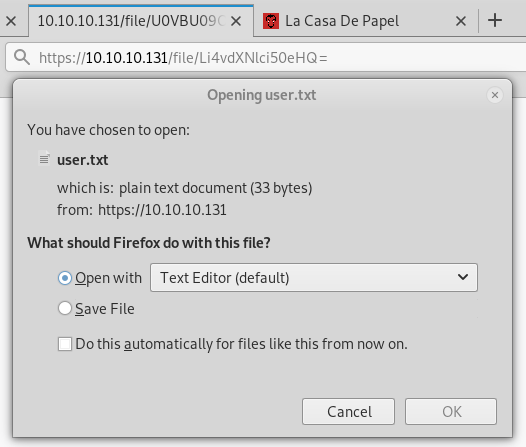 10.10.10.131/file/U0VBU09
La Casa De Papel
https://10.10.10.131/file/Li4vdXNlci50eHQ=
Opening user.txt
You have chosen to open:
user.txt
which is: plain text document (33 bytes)
from: https://10.10.10.131
What should Firefox do with this file?
Open with
Text Editor (default)
Save File
Do this automatically for files like this from now on.
Cancel
OK